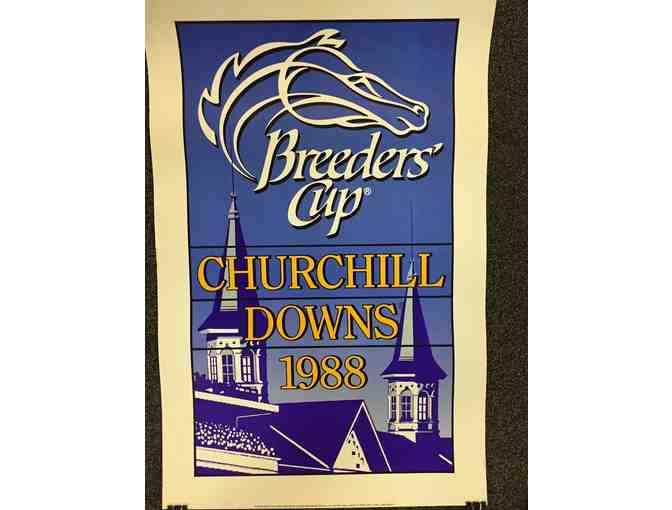 Breeders'
Cup®
CHURCHILL
DOWNS
1988